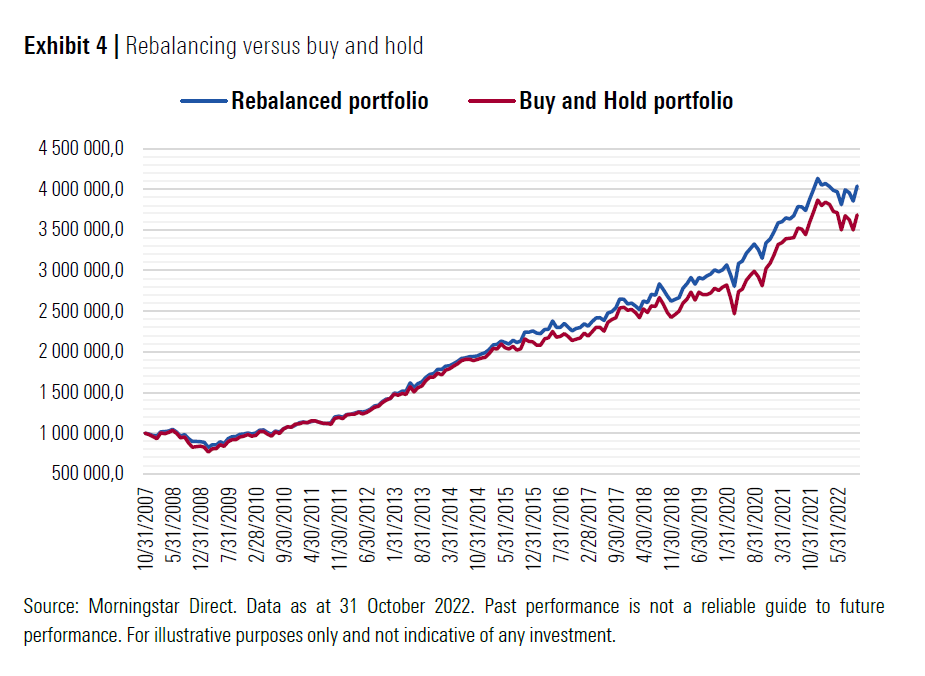 Exhibit 4 | Rebalancing versus buy and hold
Rebalanced portfolio
Buy and Hold portfolio
4 500 000,0
4 000 000,0
3 500 000,0
3 000 000,0
2 500 000,0
2 000 000,0
1 500 000,0
1 000 000,0
500 000,0
10/31/2007
5/31/2008
12/31/2008
7/31/2009
2/28/2010
9/30/2010
4/30/2011
11/30/2011
6/30/2012
1/31/2013
8/31/2013
3/31/2014
10/31/2014
5/31/2015
12/31/2015
7/31/2016
2/28/2017
9/30/2017
4/30/2018
11/30/2018
6/30/2019
1/31/2020
8/31/2020
3/31/2021
10/31/2021
5/31/2022
Source: Morningstar Direct. Data as at 31 October 2022. Past performance is not a reliable guide to future
performance. For illustrative purposes only and not indicative of any investment.